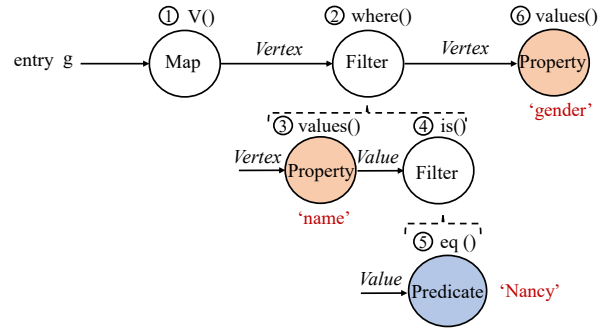 ① V() ② where() ⑥ values()
entry g Map Vertex Filter Vertex Property
'gender'
③ values() ④ is()
Vertex Property Value Filter
'name'
⑤ eq ()
Value Predicate 'Nancy'